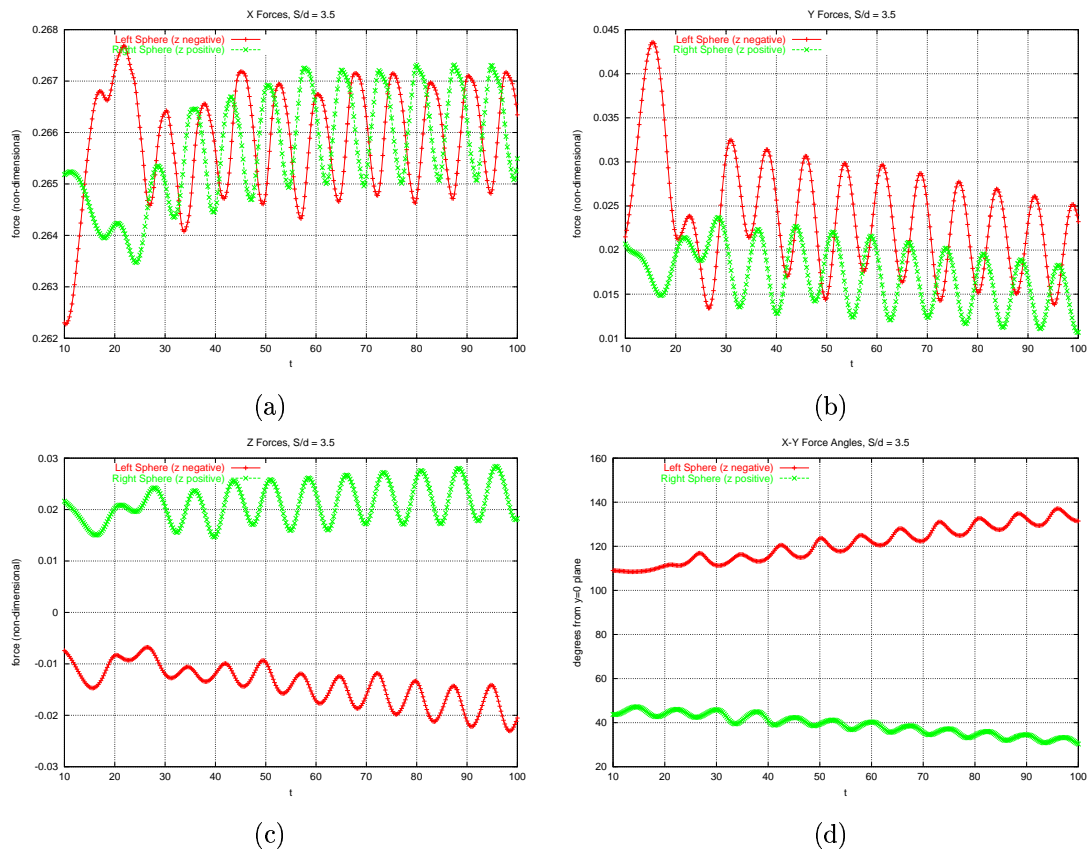 X Forces, S/d = 3.5
Left Sphere (z negative)
Right Sphere (z positive)
force (non-dimensional)
0.268
0.267
0.266
0.265
0.264
0.263
0.262
10 20 30 40 50 60 70 80 90 100
t
(a)
Y Forces, S/d = 3.5
Left Sphere (z negative)
Right Sphere (z positive)
force (non-dimensional)
0.045
0.04
0.035
0.03
0.025
0.02
0.015
0.01
10 20 30 40 50 60 70 80 90 100
t
(b)
Z Forces, S/d = 3.5
Left Sphere (z negative)
Right Sphere (z positive)
force (non-dimensional)
0.03
0.02
0.01
0
-0.01
-0.02
-0.03
10 20 30 40 50 60 70 80 90 100
t
(c)
X-Y Force Angles, S/d = 3.5
Left Sphere (z negative)
Right Sphere (z positive)
degrees from y=0 plane
160
140
120
100
80
60
40
20
10 20 30 40 50 60 70 80 90 100
t
(d)